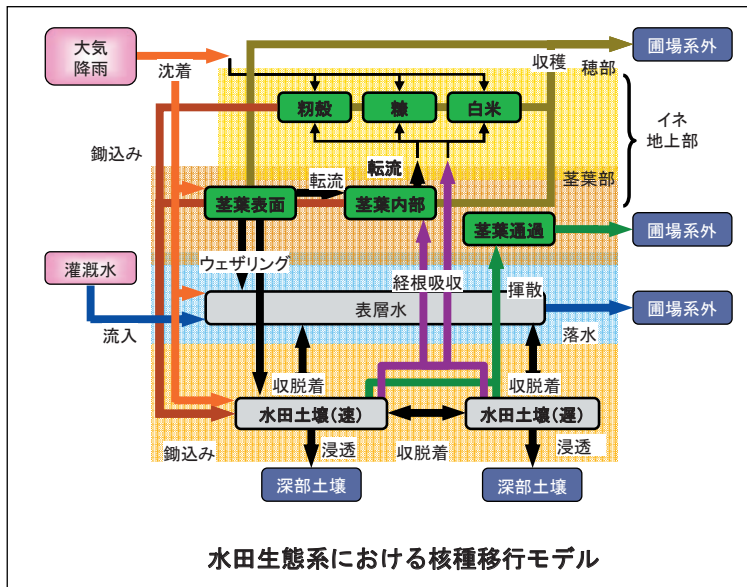 大気
降雨
沈着
収穫
穂部
圃場系外
籾殻
糠
白米
イネ
地上部
鋤込み
転流
転流
茎葉部
茎葉表面
茎葉内部
茎葉通過
圃場系外
灌漑水
ウェザリング
経根吸収
揮散
表層水
圃場系外
流入
落水
収脱着
収脱着
水田土壌(速)
水田土壌(遅)
鋤込み
浸透
収脱着
浸透
深部土壌
深部土壌
水田生態系における核種移行モデル